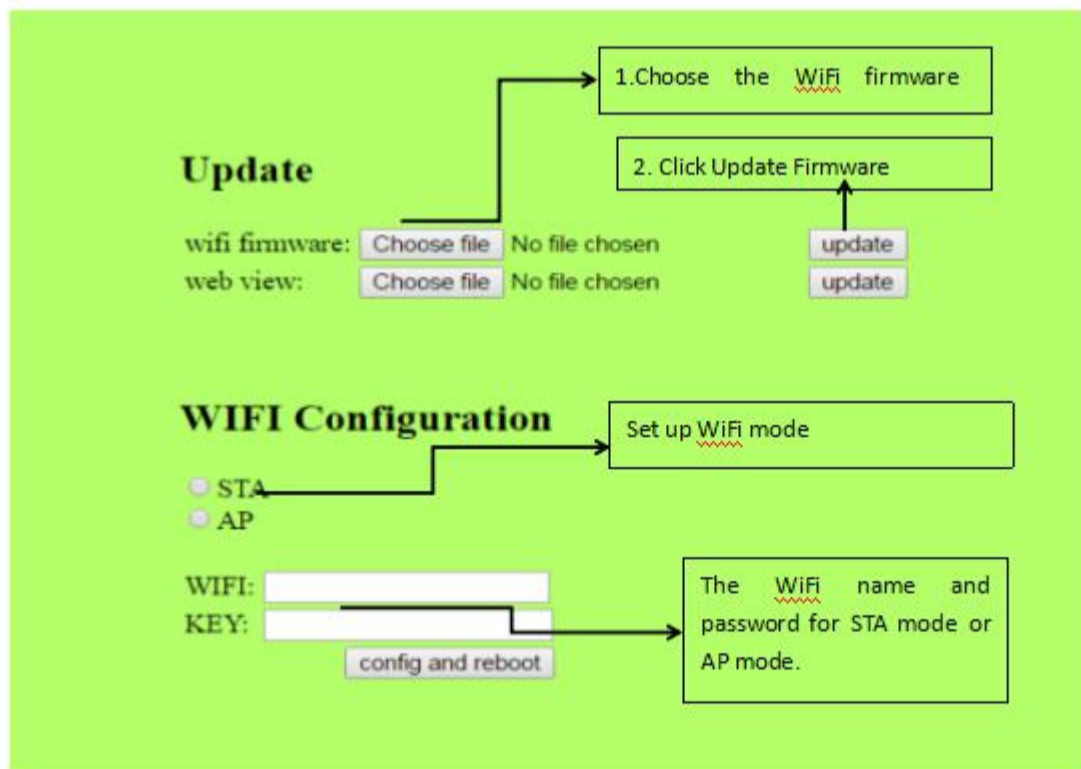 1.Choose the WiFi firmware
2. Click Update Firmware
Update
wifi firmware: Choose file No file chosen update
web view: Choose file No file chosen update
WIFI Configuration
Set up WiFi mode
STA
AP
WIFI:
KEY:
config and reboot
The WiFi name and
password for STA mode or
AP mode.